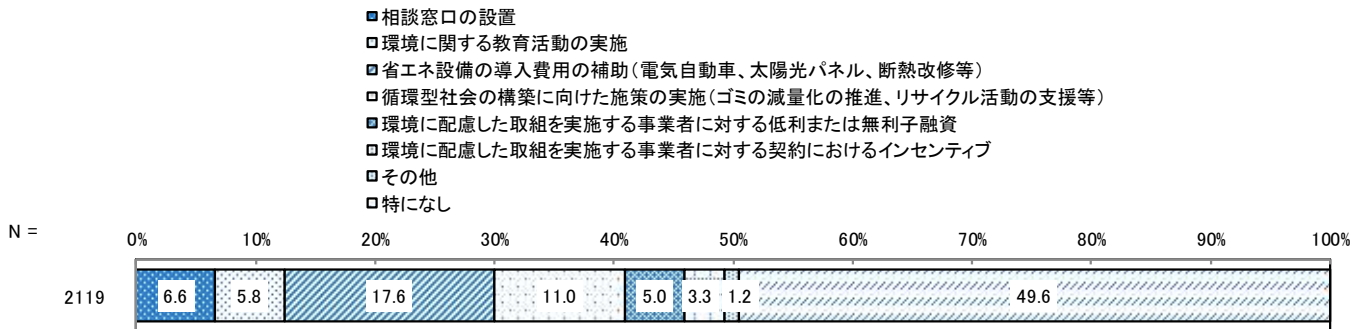 相談窓口の設置
環境に関する教育活動の実施
省エネ設備の導入費用の補助（電気自動車、太陽光パネル、断熱改修等）
循環型社会の構築に向けた施策の実施（ゴミの減量化の推進、リサイクル活動の支援等）
環境に配慮した取組を実施する事業者に対する低利または無利子融資
環境に配慮した取組を実施する事業者に対する契約におけるインセンティブ
その他
特になし
N =
0% 10% 20% 30% 40% 50% 60% 70% 80% 90% 100%
2119 6.6 5.8 17.6 11.0 5.0 3.3 1.2 49.6